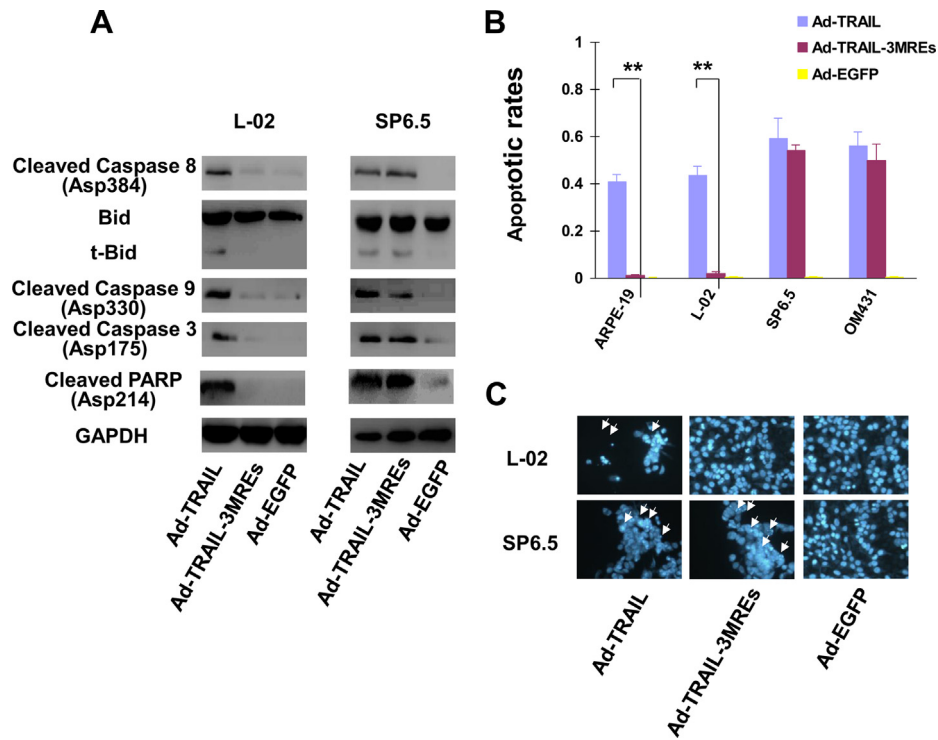 A
L-02
SP6.5
Cleaved Caspase 8
(Asp384)
Bid
t-Bid
Cleaved Caspase 9
(Asp330)
Cleaved Caspase 3
(Asp175)
Cleaved PARP
(Asp214)
GAPDH
Ad-TRAIL
Ad-TRAIL-3MREs
Ad-EGFP
Ad-TRAIL
Ad-TRAIL-3MREs
Ad-EGFP
B
Ad-TRAIL
Ad-TRAIL-3MREs
Ad-EGFP
Apoptotic rates
1
0.8
0.6
0.4
0.2
0
**
**
ARPE-19
L-02
SP6.5
OM431
C
L-02
SP6.5
Ad-TRAIL
Ad-TRAIL-3MREs
Ad-EGFP